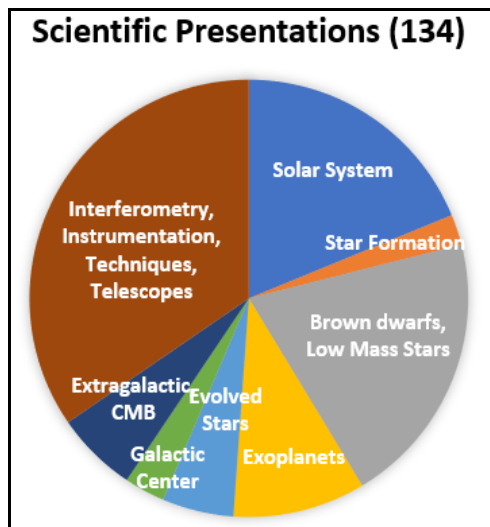 Scientific Presentations (134)
Solar System
Star Formation
Brown dwarfs,
Low Mass Stars
Exoplanets
Evolved
Stars
Galactic
Center
Extragalactic
CMB
Interferometry,
Instrumentation,
Techniques,
Telescopes